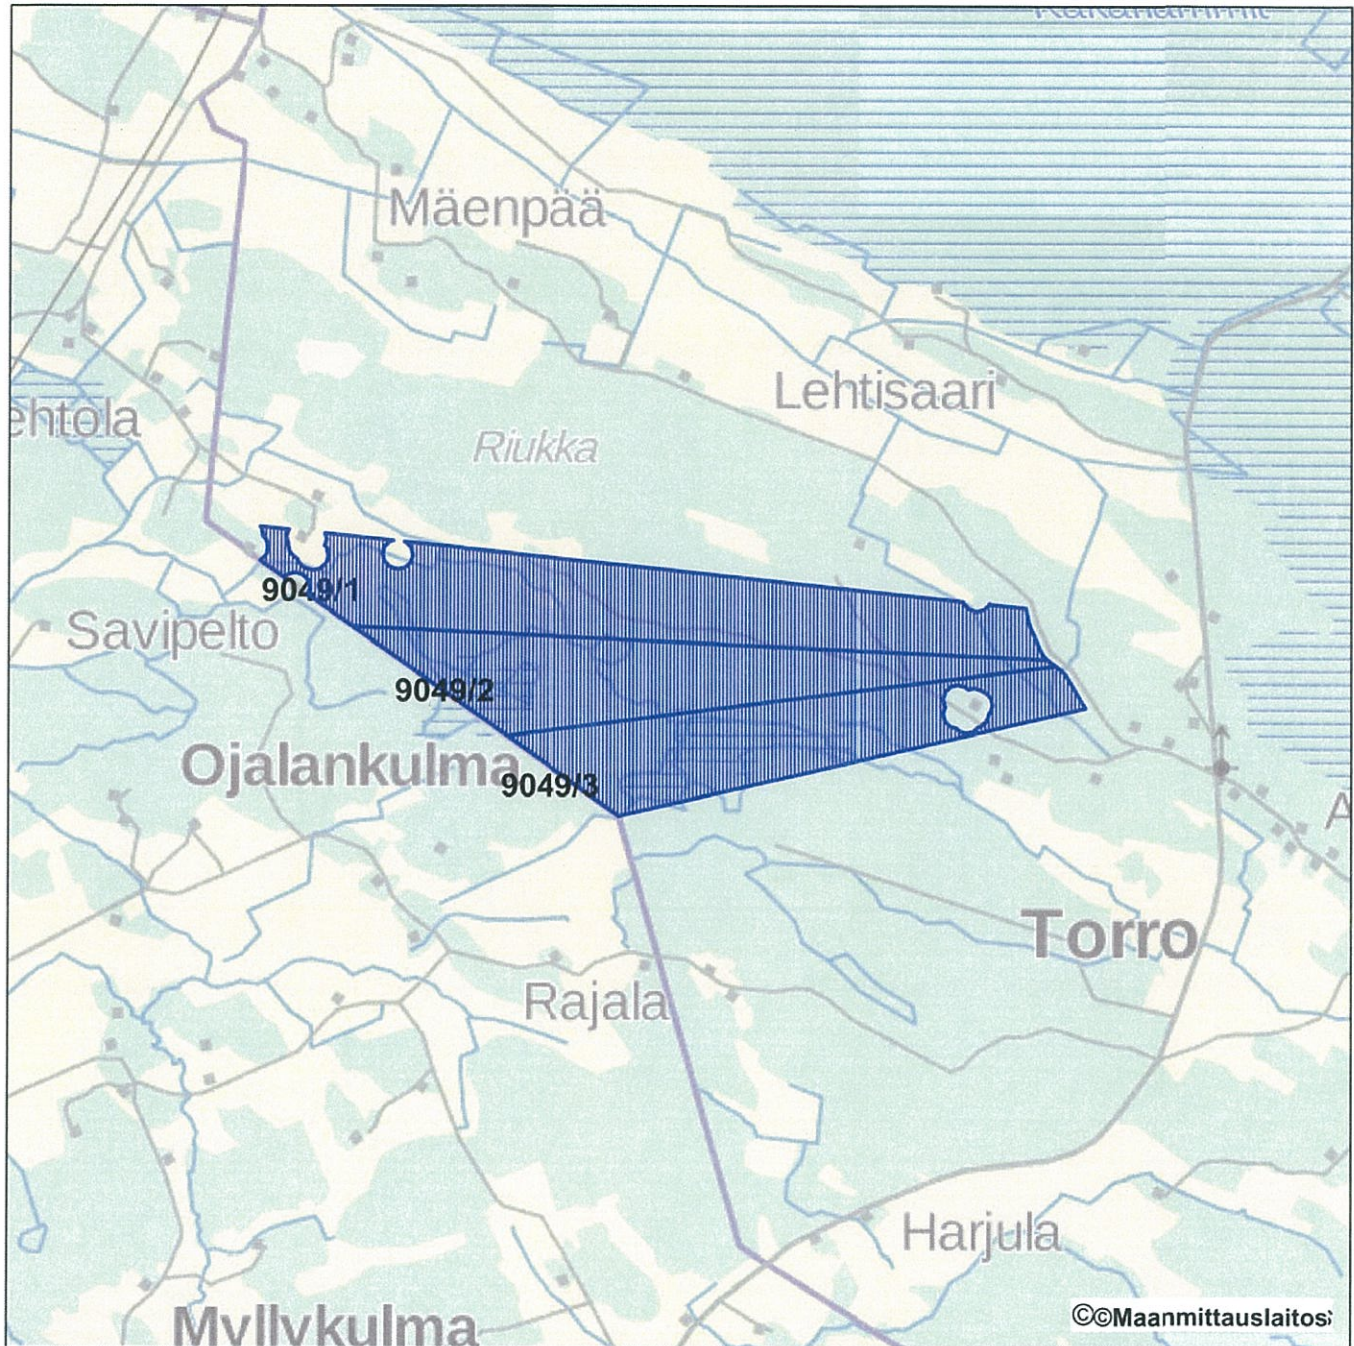 Mäenpää
Lehtisaari
ehtola
Riukka
9049/1
Savipelto
9049/2
Ojalankulma
9049/3
A
Torro
Rajala
Harjula
©©Maanmittauslaitos
Myllykulma